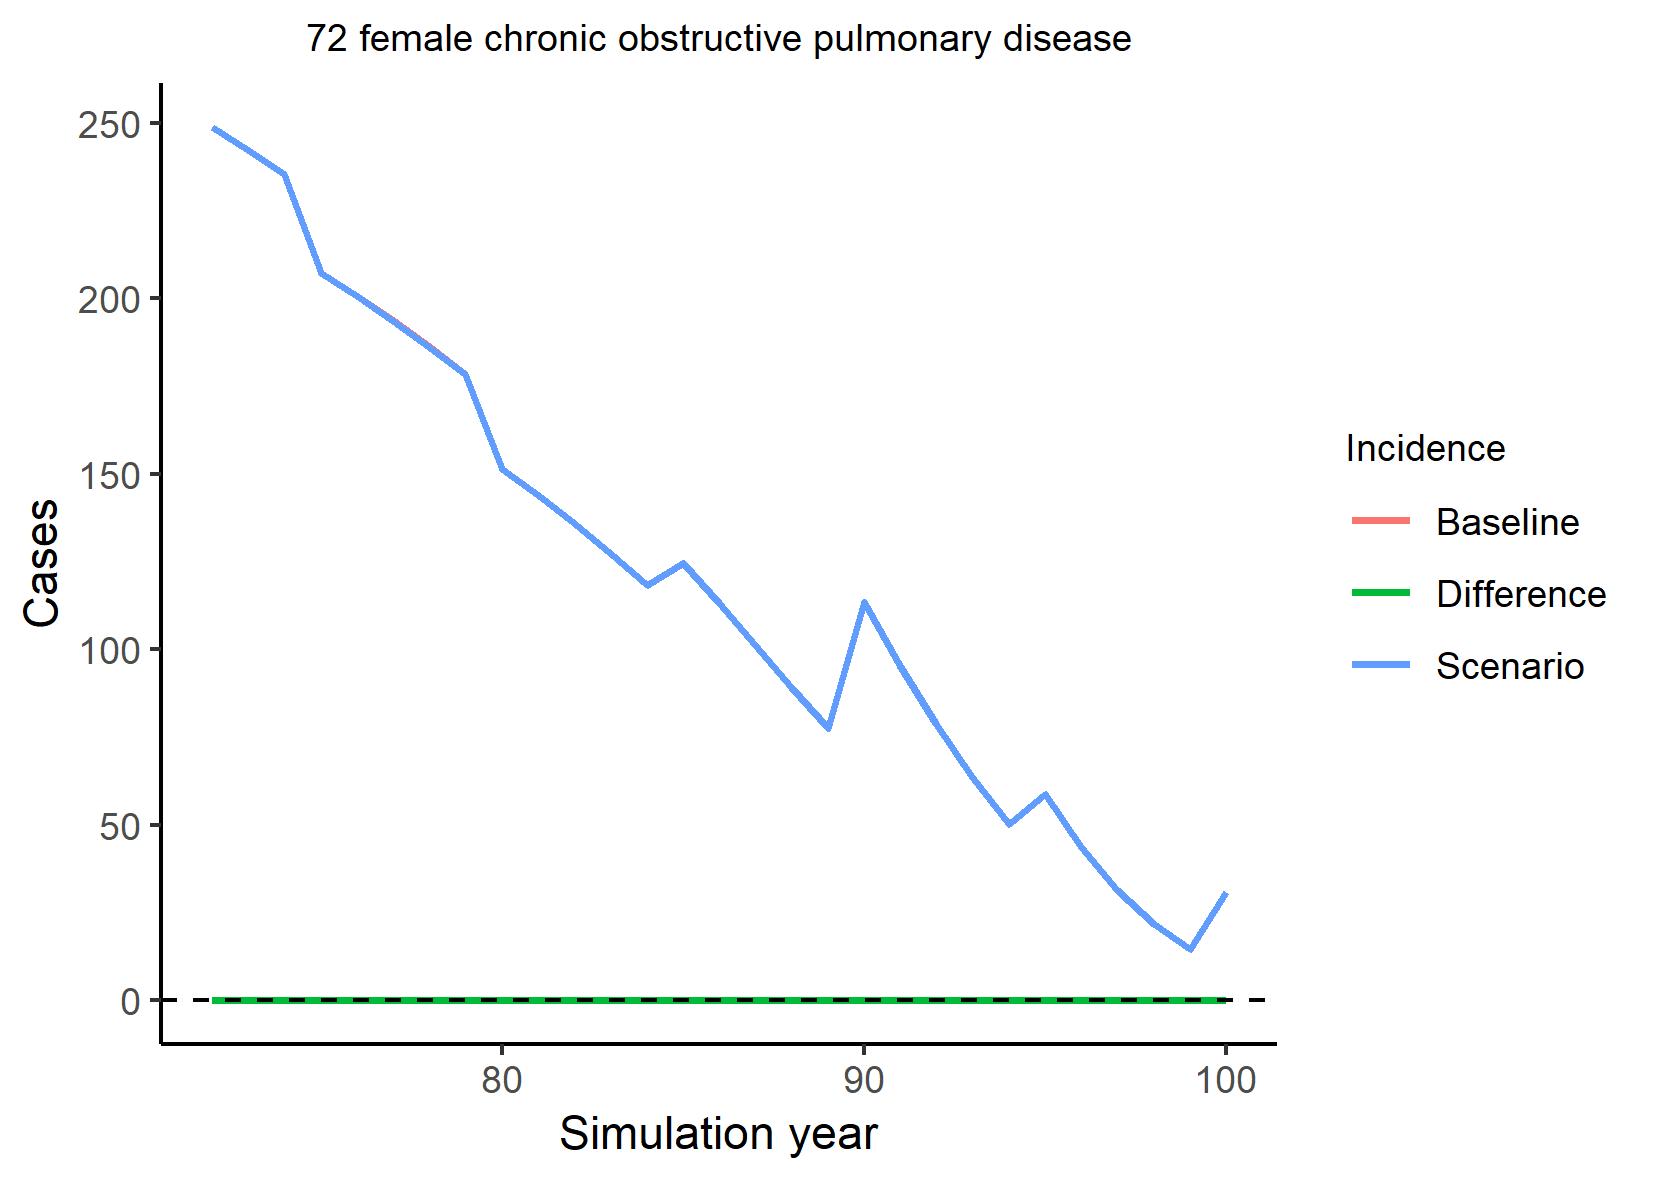 72 female chronic obstructive pulmonary disease
250
200
150
100
50
0
Cases
80 90 100
Simulation year
Incidence
Baseline
Difference
Scenario